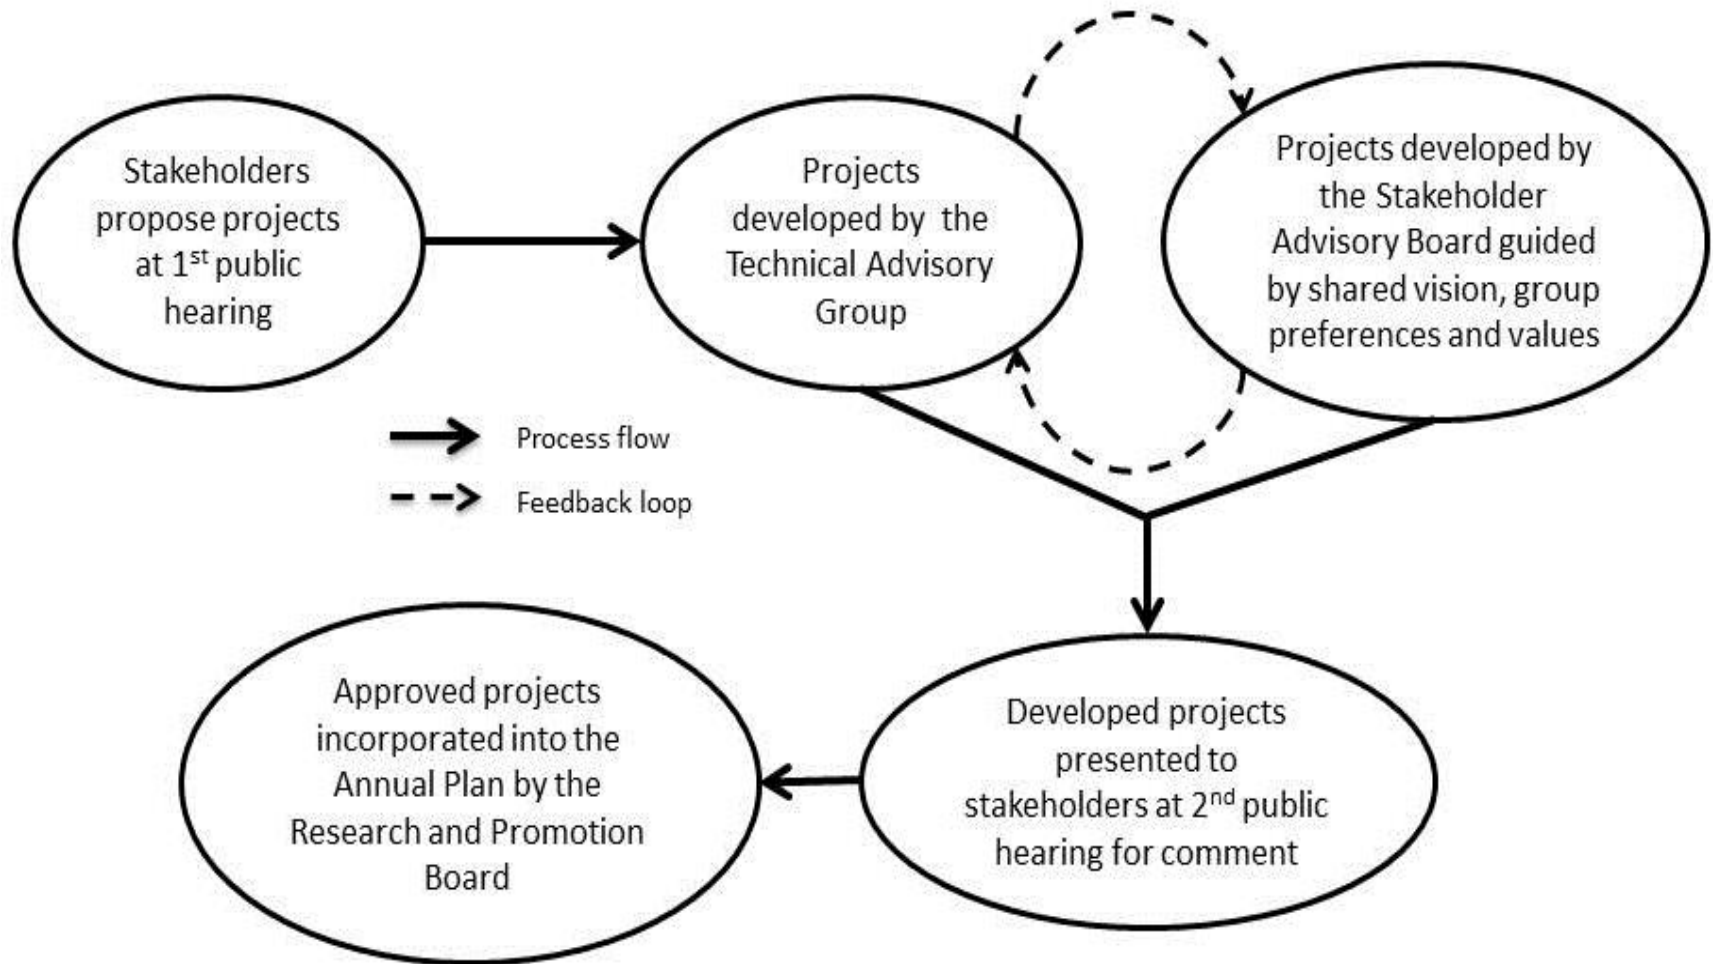 Stakeholders
propose projects
at 1st public
hearing
Projects
developed by the
Technical Advisory
Group
Projects developed by
the Stakeholder
Advisory Board guided
by shared vision, group
preferences and values
Process flow
Feedback loop
Approved projects
incorporated into the
Annual Plan by the
Research and Promotion
Board
Developed projects
presented to
stakeholders at 2nd public
hearing for comment